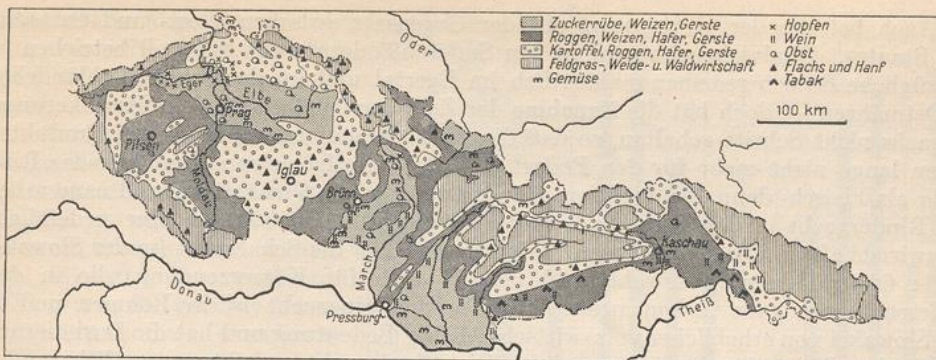 Zuckerrübe, Weizen, Gerste
Roggen, Weizen, Hafer, Gerste
Kartoffel, Roggen, Hafer, Gerste
Feldgras-, Weide- u. Waldwirtschaft
Gemüse
Hopfen
Wein
Obst
Flachs und Hanf
Tabak
100 km
Oder
Eger
Elbe
Prag
Pilsen
Moldau
Iglau
Brünn
March
Kaschau
Donau
Pressburg
Theiß